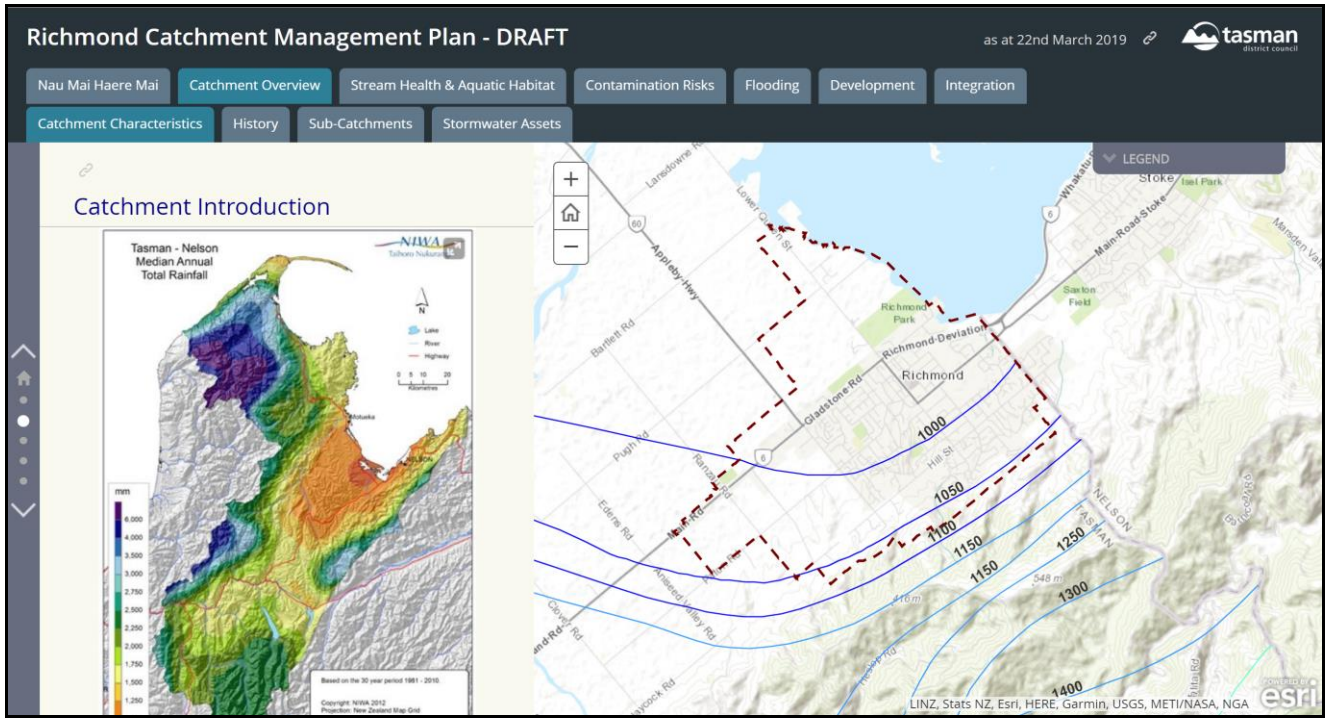 Richmond Catchment Management Plan - DRAFT
as at 22nd March 2019
tasman
district council
Nau Mai Haere Mai
Catchment Overview
Stream Health & Aquatic Habitat
Contamination Risks
Flooding
Development
Integration
Catchment Characteristics
History
Sub-Catchments
Stormwater Assets
Catchment Introduction
Tasman - Nelson
Median Annual
Total Rainfall
NIWA
Taihoro Nukurangi
N
Lake
River
Highway
0 5 10 20
Kilometres
Motueka
NELSON
mm
6,000
4,000
3,500
3,000
2,750
2,500
2,250
2,000
1,750
1,500
1,250
Based on the 30 year period 1981 - 2010.
Copyright NIWA 2012
Projection: New Zealand Map Grid
+
−
LEGEND
Lansdowne
Lower Queen St
60
Appleby-Hwy
Bartlett Rd
Richmond
Park
Richmond-Deviation
Richmond
Gladstone-Rd
6
Main-Road-Stoke
Stoke
Isel Park
Saxton
Field
Pugh Rd
6
Hill St
1000
1050
1100
1150
1150
1250
1300
1400
NELSON
TASMAN
548 m
416 m
Edens Rd
Main-Rd
Aniseed Valley Rd
Clover Rd
LINZ, Stats NZ, Esri, HERE, Garmin, USGS, METI/NASA, NGA
POWERED BY
esri